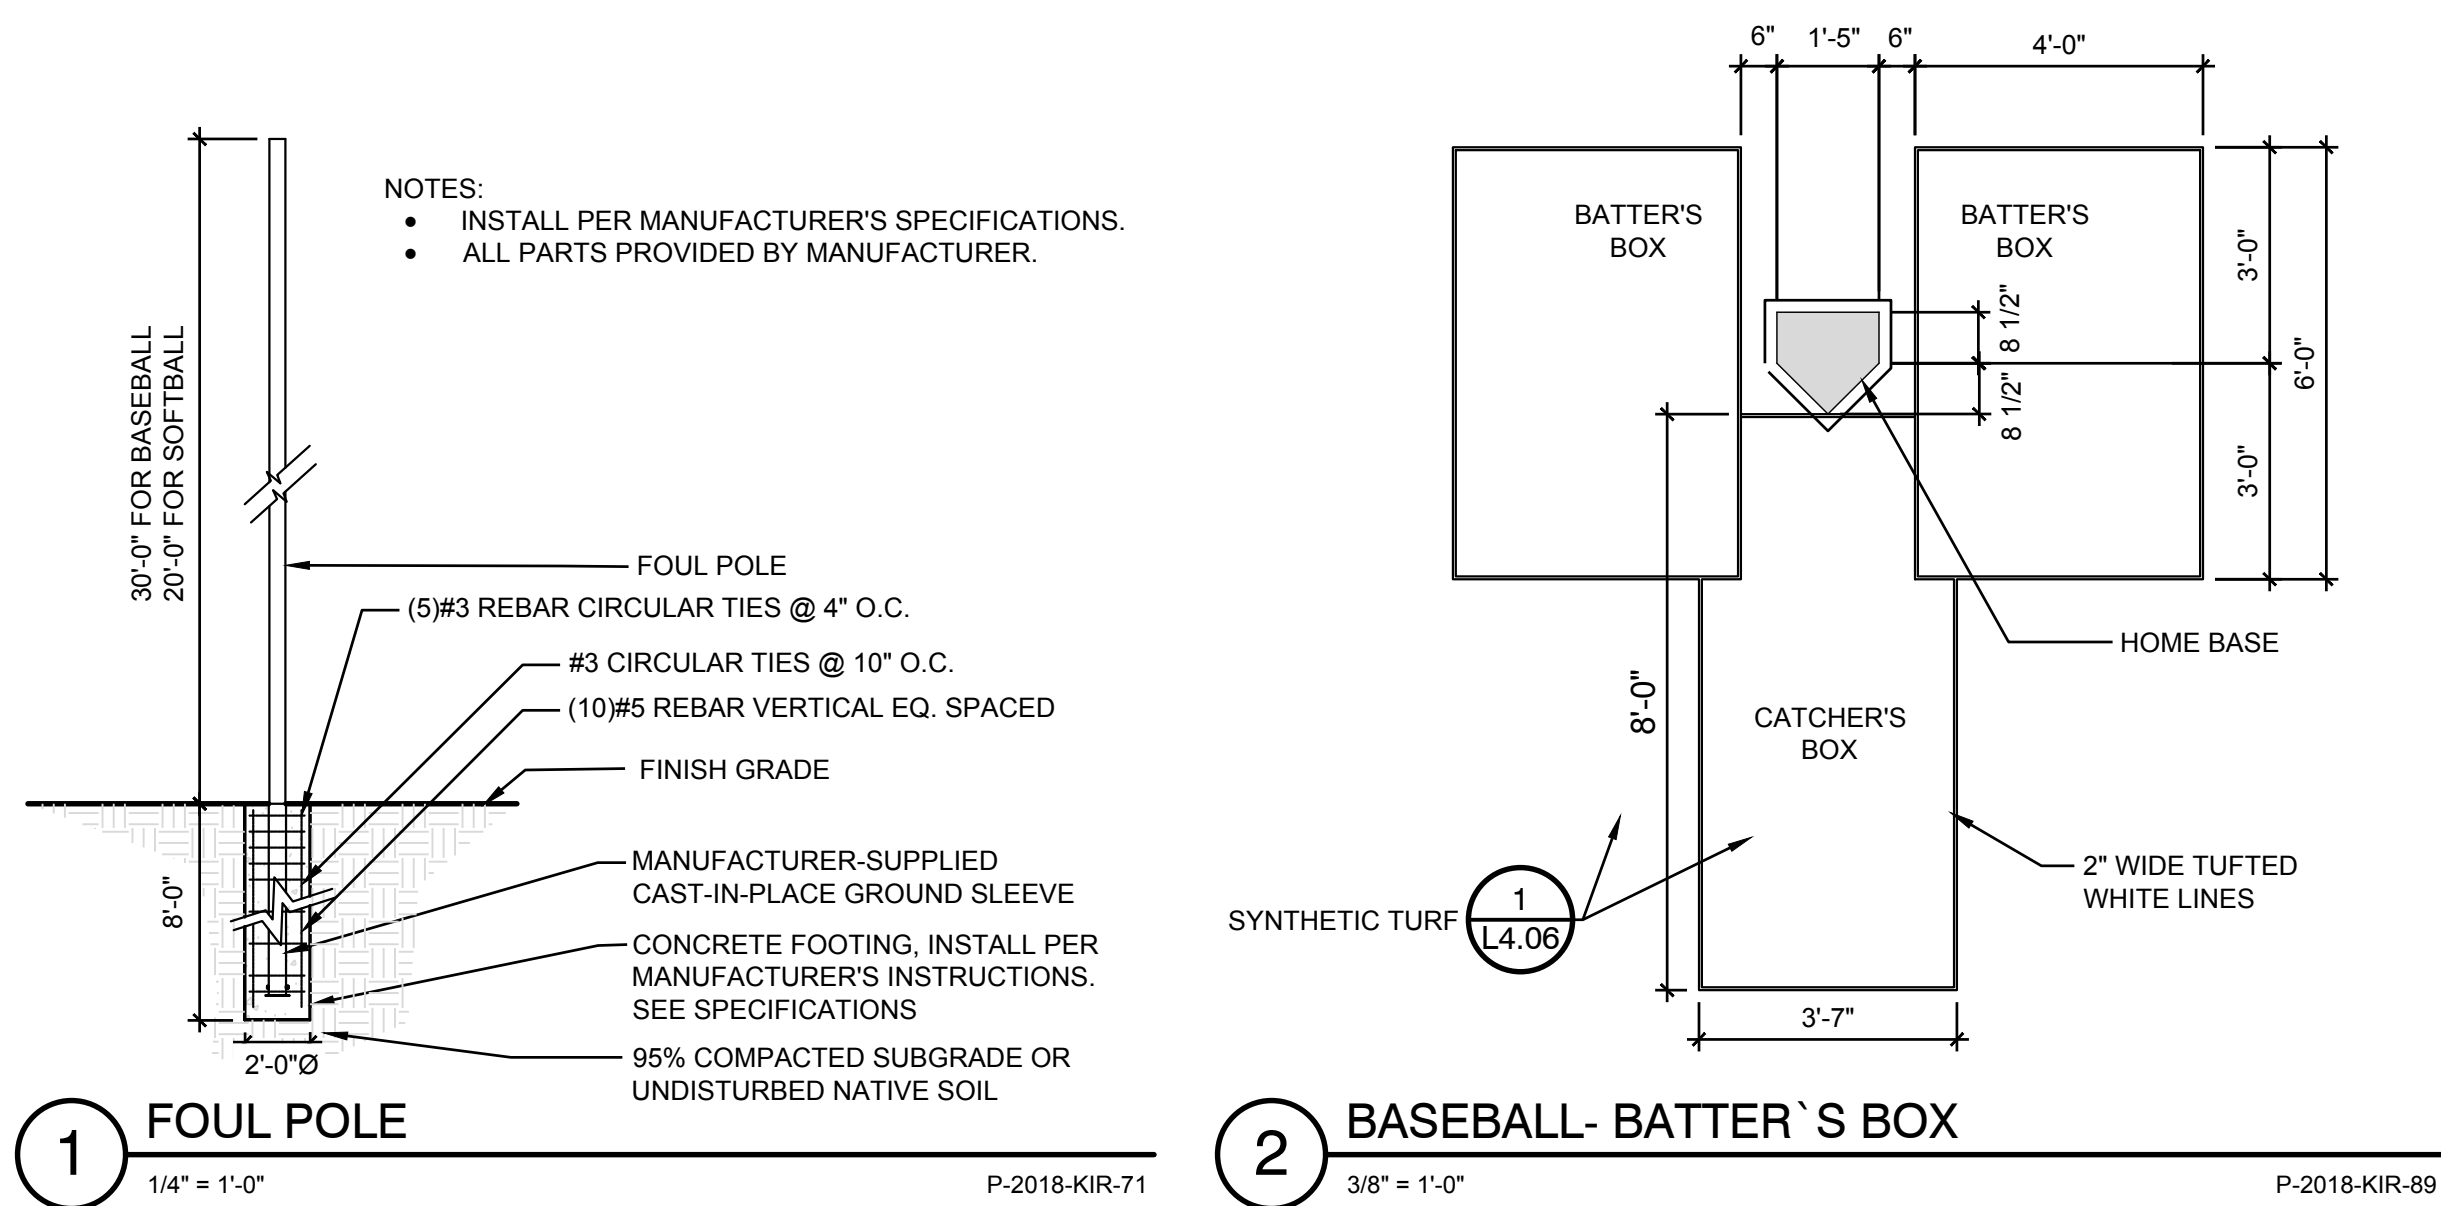 NOTES:
• INSTALL PER MANUFACTURER'S SPECIFICATIONS.
• ALL PARTS PROVIDED BY MANUFACTURER.
30'-0" FOR BASEBALL
20'-0" FOR SOFTBALL
FOUL POLE
(5)#3 REBAR CIRCULAR TIES @ 4" O.C.
#3 CIRCULAR TIES @ 10" O.C.
(10)#5 REBAR VERTICAL EQ. SPACED
FINISH GRADE
8'-0"
MANUFACTURER-SUPPLIED
CAST-IN-PLACE GROUND SLEEVE
CONCRETE FOOTING, INSTALL PER
MANUFACTURER'S INSTRUCTIONS.
SEE SPECIFICATIONS
2'-0"Ø
95% COMPACTED SUBGRADE OR
UNDISTURBED NATIVE SOIL
1
FOUL POLE
1/4" = 1'-0"
P-2018-KIR-71
6" 1'-5" 6" 4'-0"
BATTER'S
BOX
BATTER'S
BOX
3'-0"
8 1/2"
6'-0"
8 1/2"
3'-0"
HOME BASE
8'-0"
CATCHER'S
BOX
2" WIDE TUFTED
WHITE LINES
SYNTHETIC TURF
1
L4.06
3'-7"
2
BASEBALL- BATTER`S BOX
3/8" = 1'-0"
P-2018-KIR-89